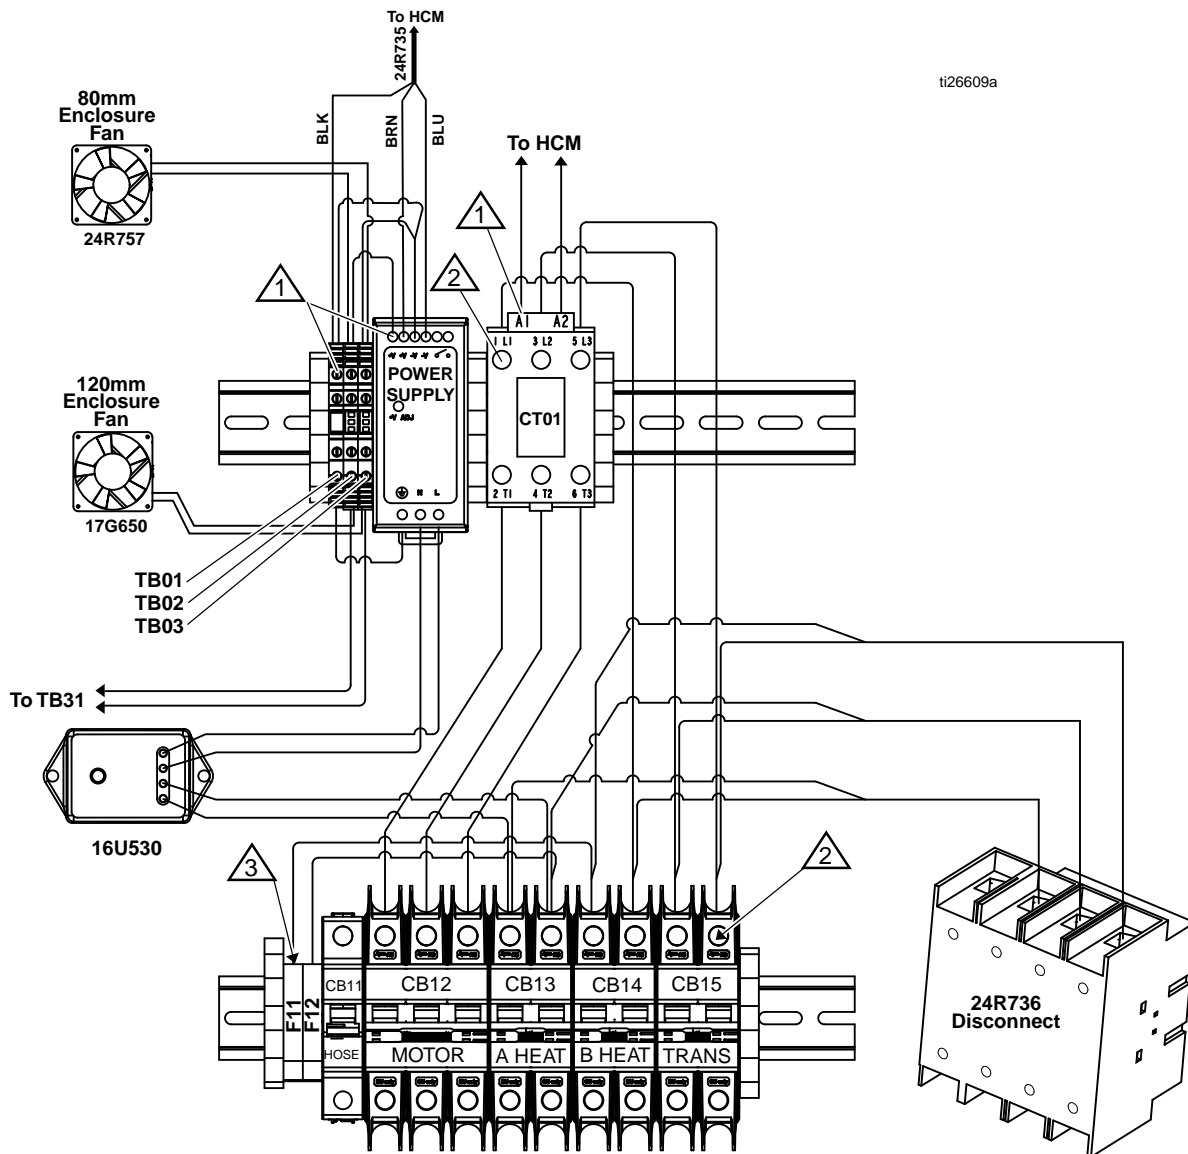 To HCM
24R735
ti26609a
80mm
Enclosure
Fan
24R757
BLK
BRN
BLU
To HCM
1
1
2
A1 A2
1 L1 3 L2 5 L3
+V +V -V -V
POWER
SUPPLY
+V ADJ
CT01
N L
2 T1 4 T2 6 T3
120mm
Enclosure
Fan
17G650
TB01
TB02
TB03
To TB31
16U530
3
2
F11
F12
CB11 CB12 CB13 CB14 CB15
HOSE MOTOR A HEAT B HEAT TRANS
24R736
Disconnect